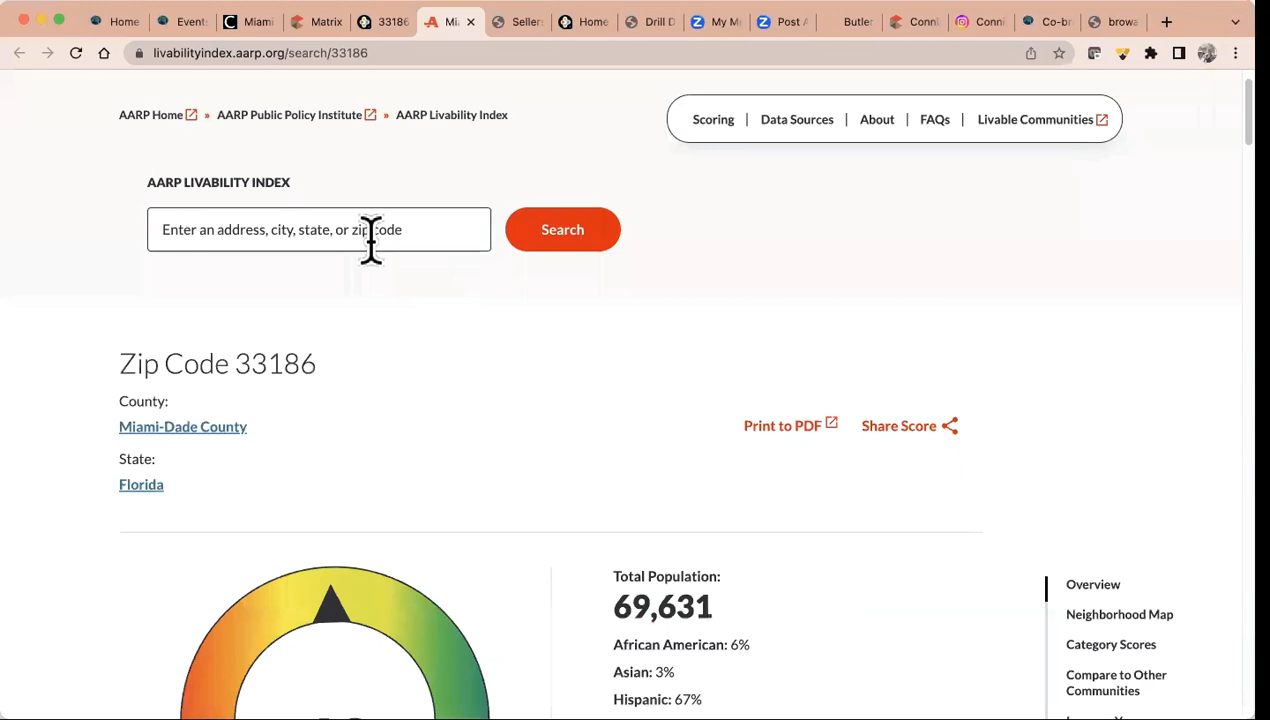 Home
Events
Miami
Matrix
33186
Mi
Sellers
Home
Drill D
My M
Post A
Butler
Conni
Conni
Co-br
browa
livabilityindex.aarp.org/search/33186
AARP Home » AARP Public Policy Institute » AARP Livability Index
Scoring | Data Sources | About | FAQs | Livable Communities
AARP LIVABILITY INDEX
Enter an address, city, state, or zip code
Search
Zip Code 33186
County:
Miami-Dade County
State:
Florida
Print to PDF
Share Score
Total Population:
69,631
African American: 6%
Asian: 3%
Hispanic: 67%
Overview
Neighborhood Map
Category Scores
Compare to Other
Communities